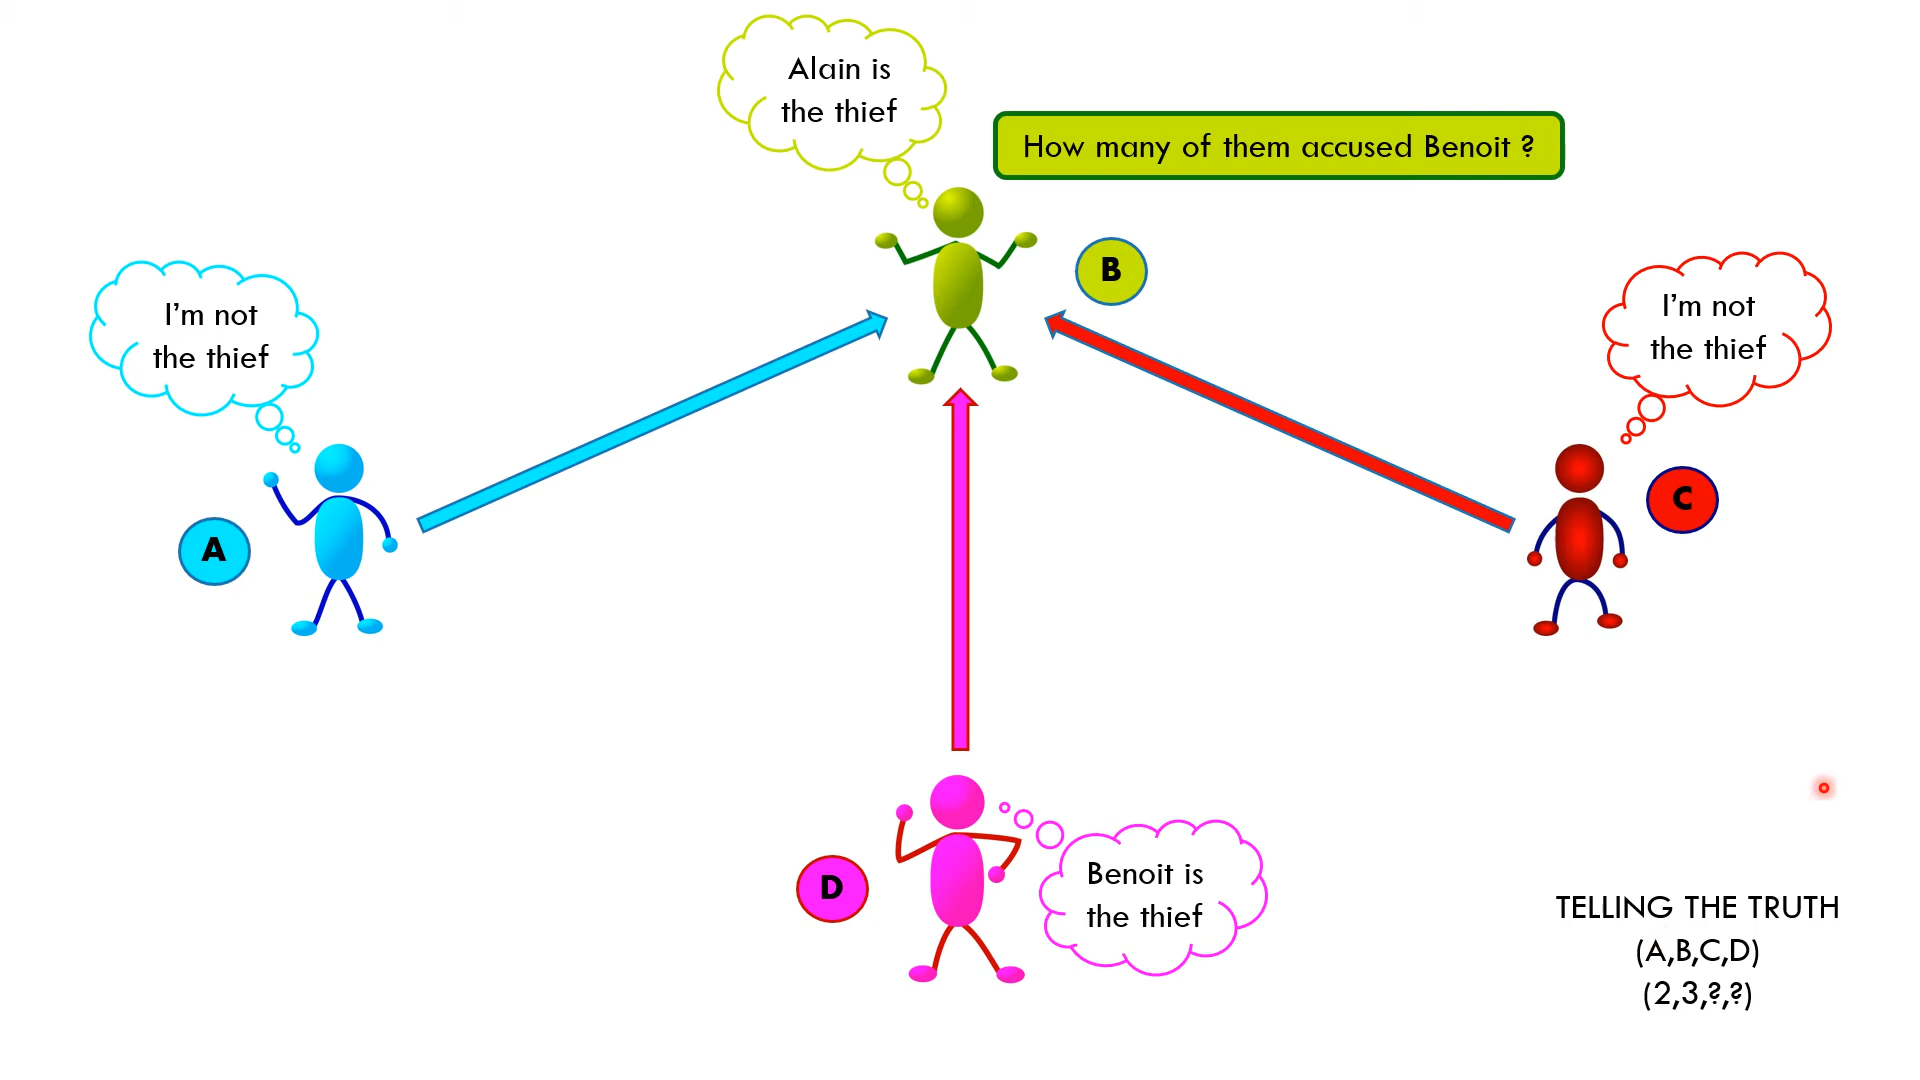 Alain is
the thief
How many of them accused Benoit ?
B
I'm not
the thief
I'm not
the thief
A
C
D
Benoit is
the thief
TELLING THE TRUTH
(A,B,C,D)
(2,3,?,?)